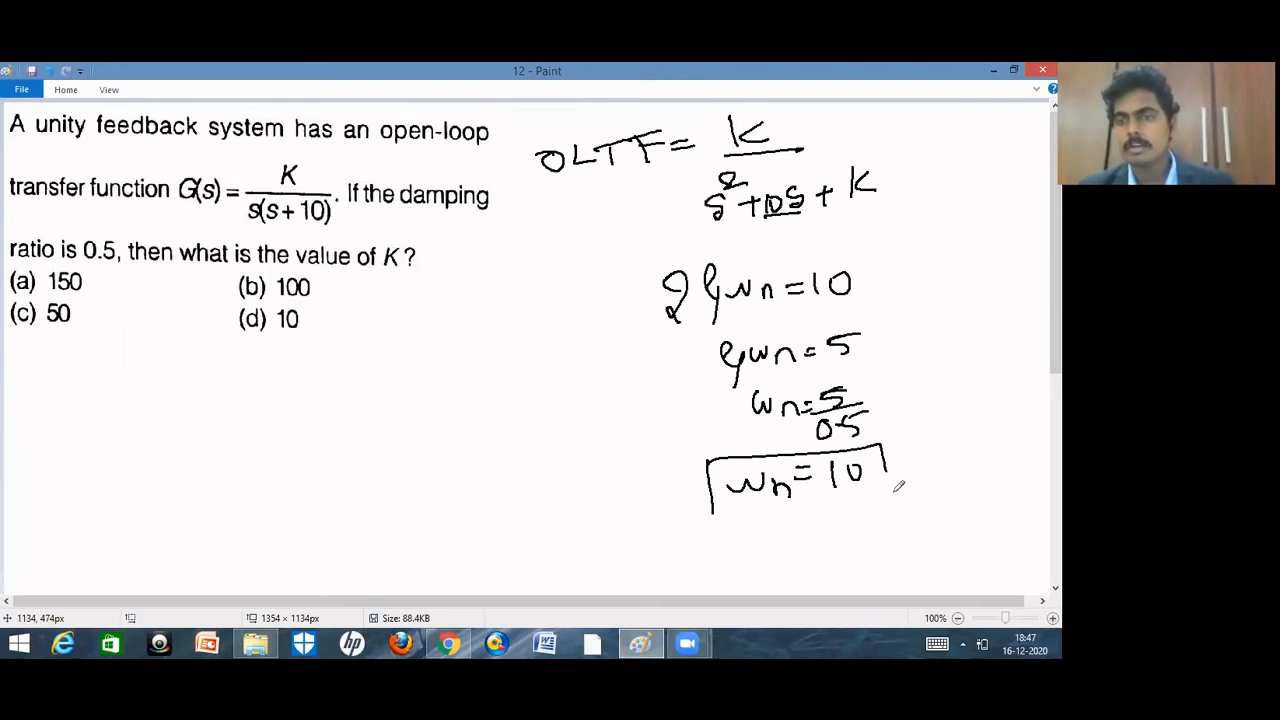 12 - Paint
File Home View
A unity feedback system has an open-loop
transfer function G(s) = K / s(s + 10). If the damping
ratio is 0.5, then what is the value of K ?
(a) 150 (b) 100
(c) 50 (d) 10
OLTF = K / s² + 10s + K
2ξωn = 10
ξωn = 5
ωn = 5 / 0.5
ωn = 10
1134, 474px 1354 × 1134px Size: 88.4KB 100%
18:47
16-12-2020